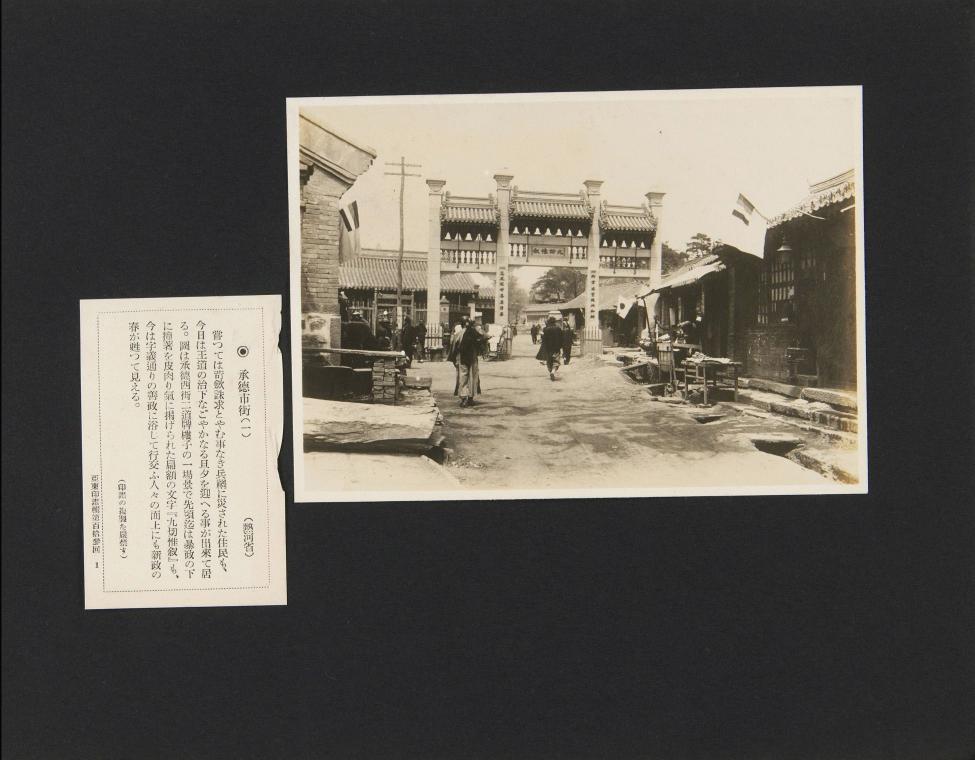 ◉ 承德市街(一)
(熱河省)
嘗つては苛歛誅求とやむ事なき兵禍に災された住民も、
今日は王道の治下なごやかなる旦夕を迎へる事が出來て居
る。圖は承德西街二道牌樓子の一場景で先頃迄は暴政の下
に撞著を皮肉り氣に掲げられた扁額の文字『九切惟叙』も、
今は字義通りの善政に浴して行交ふ人々の面上にも新政の
春が甦つて見える。
(印畫の複製を嚴禁す)
亞東印畫輯第百拾參回 1